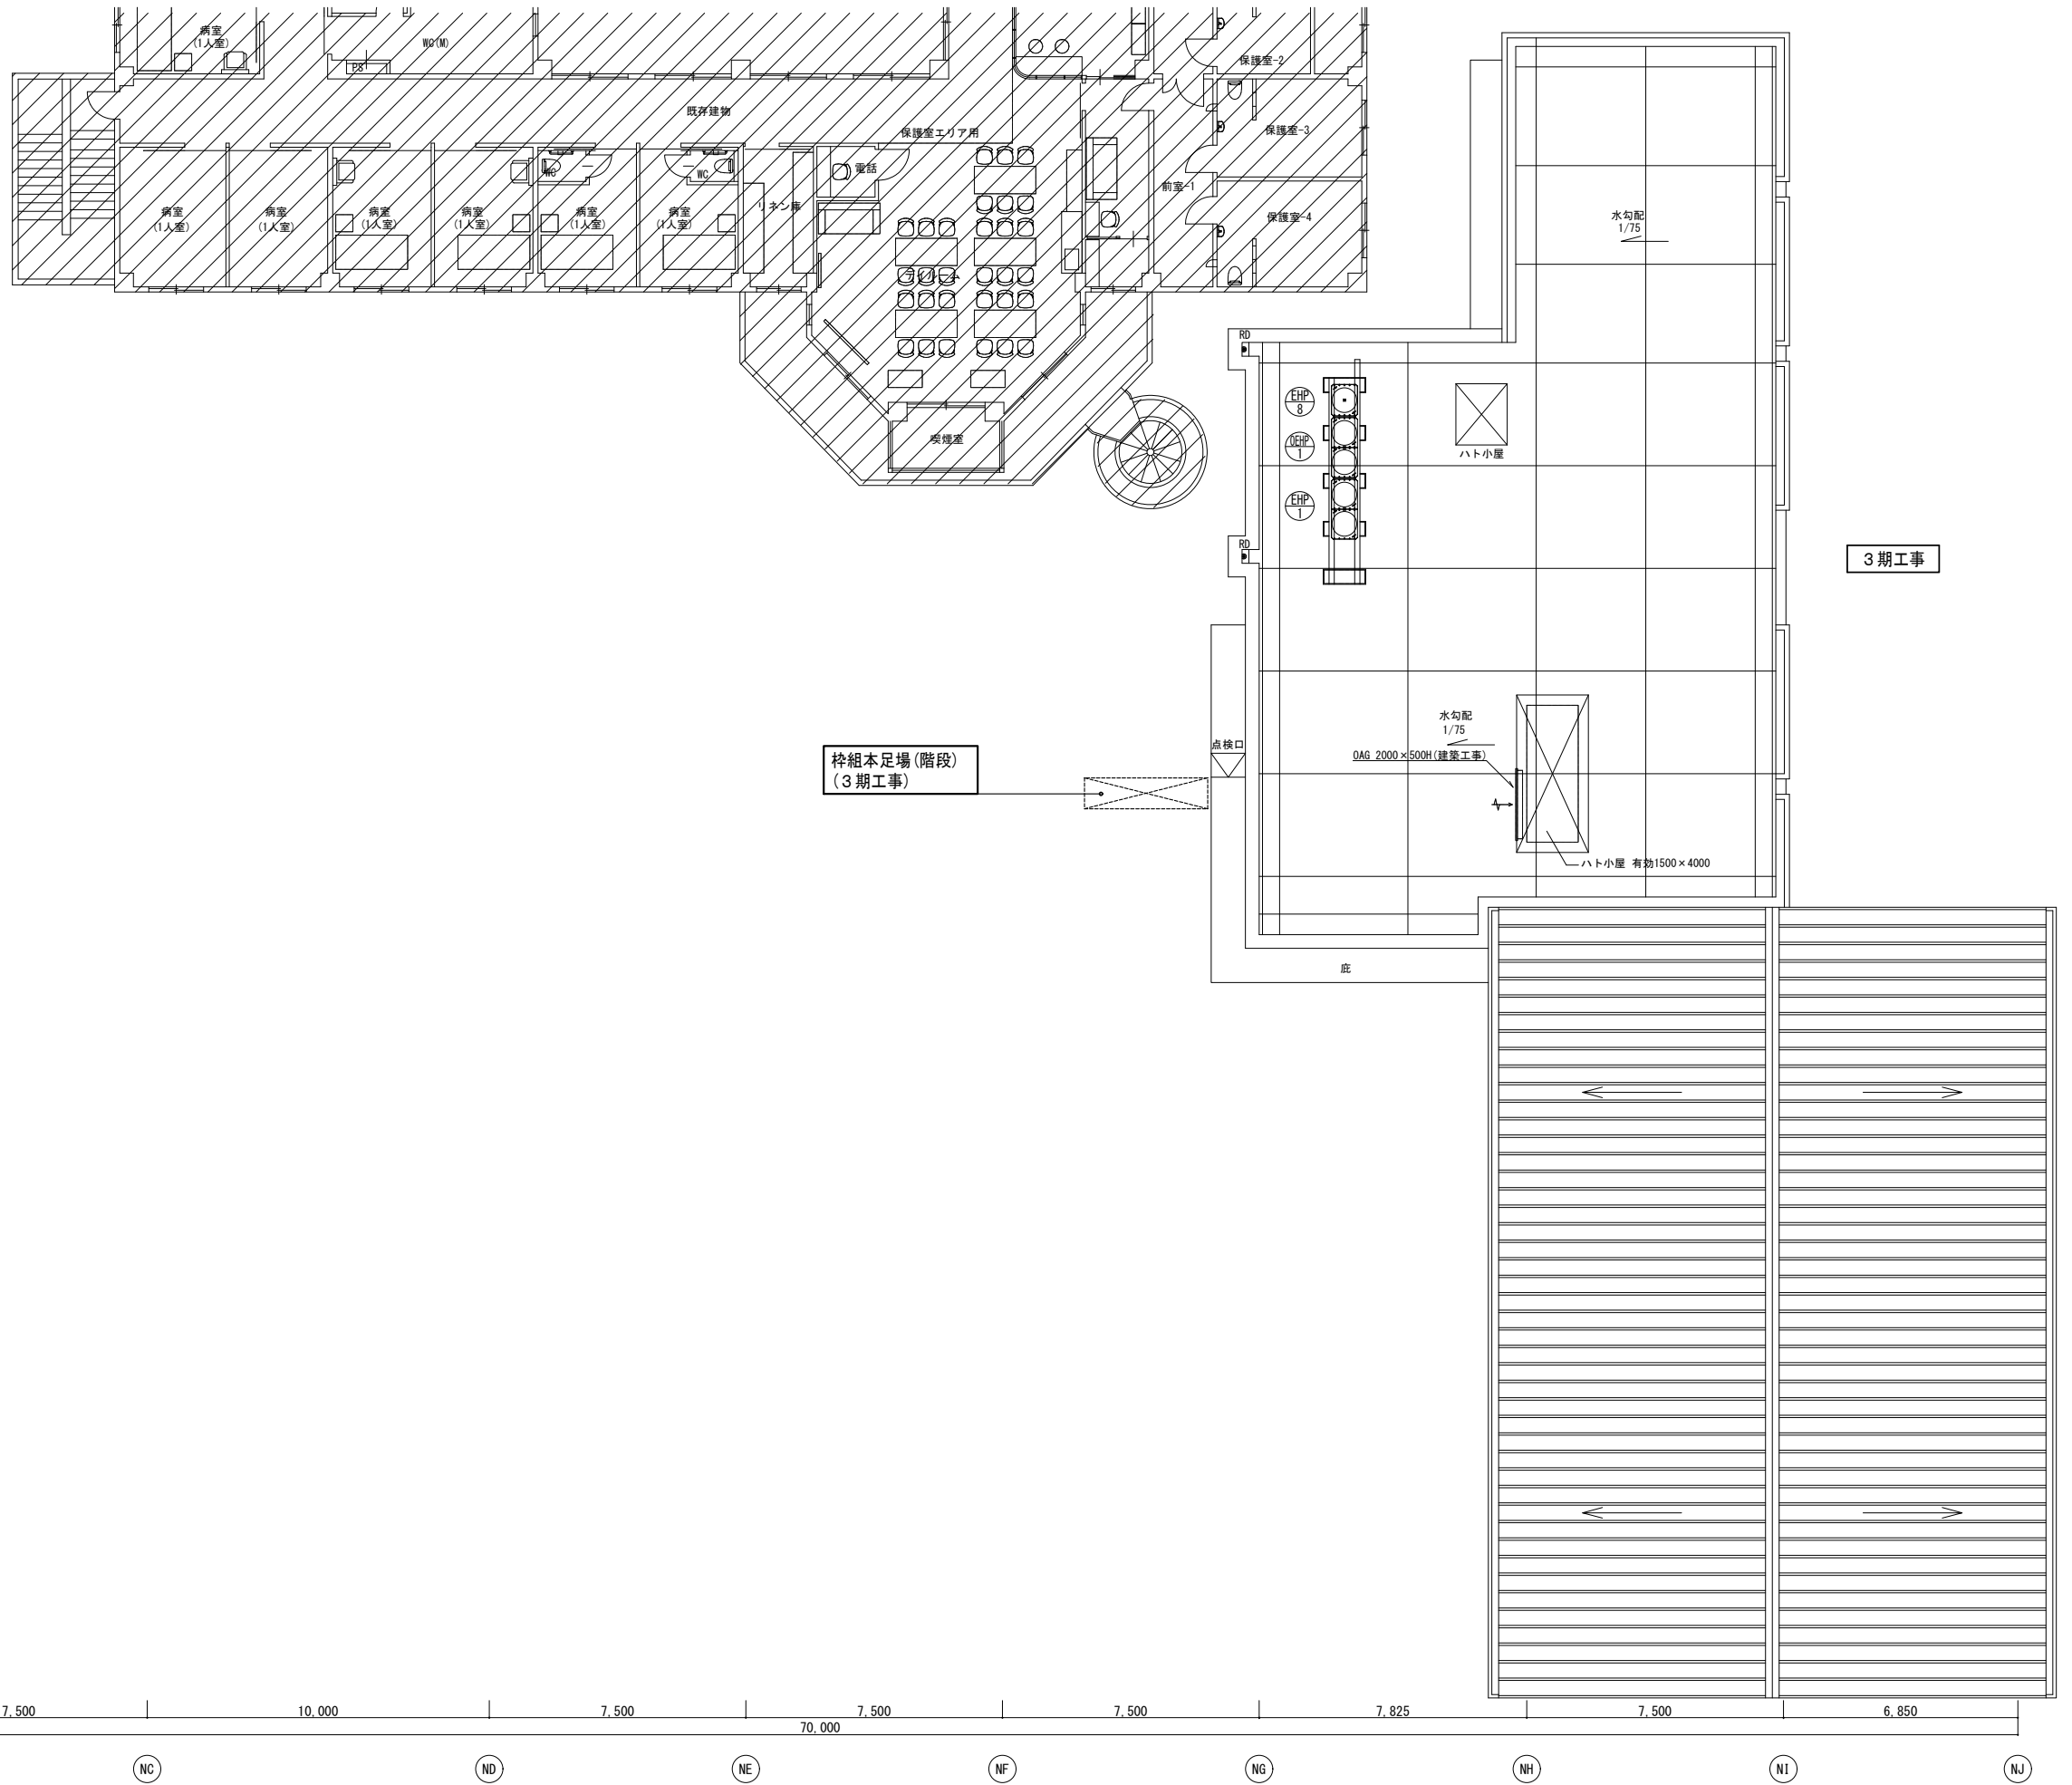 病室
(1人室)
WC(M)
PS
保護室-2
既存建物
保護室エリア用
保護室-3
電話
WC
WC
前室-1
病室
(1人室)
病室
(1人室)
病室
(1人室)
病室
(1人室)
病室
(1人室)
病室
(1人室)
リネン庫
保護室-4
水勾配
1/75
デイルーム
RD
EHP
8
OEHP
1
ハト小屋
喫煙室
EHP
1
RD
3期工事
水勾配
1/75
点検口
OAG 2000×500H(建築工事)
枠組本足場(階段)
(3期工事)
ハト小屋 有効1500×4000
庇
7,500
10,000
7,500
7,500
7,500
7,825
7,500
6,850
70,000
NC
ND
NE
NF
NG
NH
NI
NJ